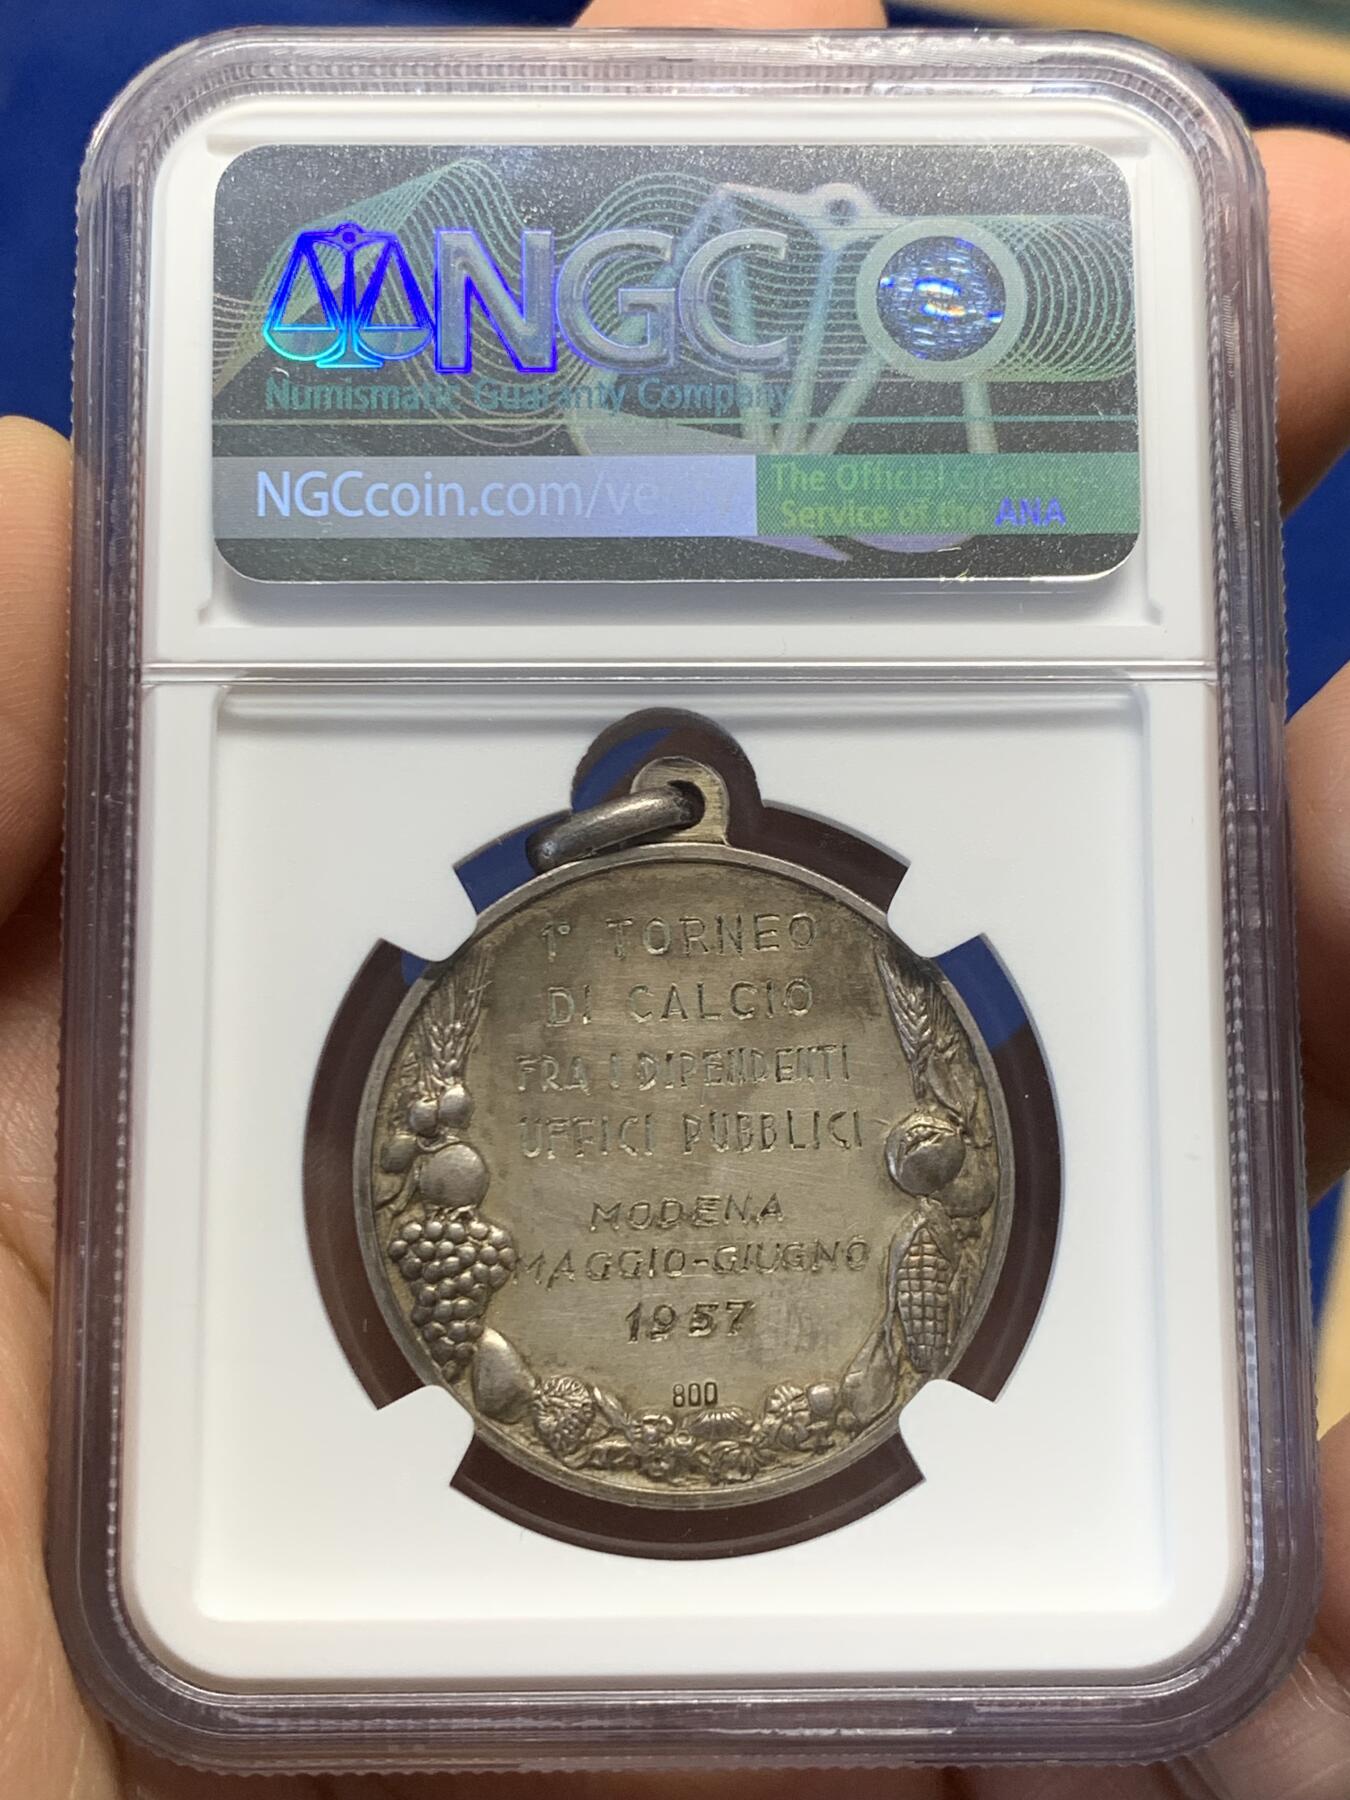 NGC
Numismatic Guaranty Company
NGCcoin.com/verify
The Official Grading
Service of the ANA
1° TORNEO
DI CALCIO
FRA I DIPENDENTI
UFFICI PUBBLICI
MODENA
MAGGIO-GIUGNO
1957
800